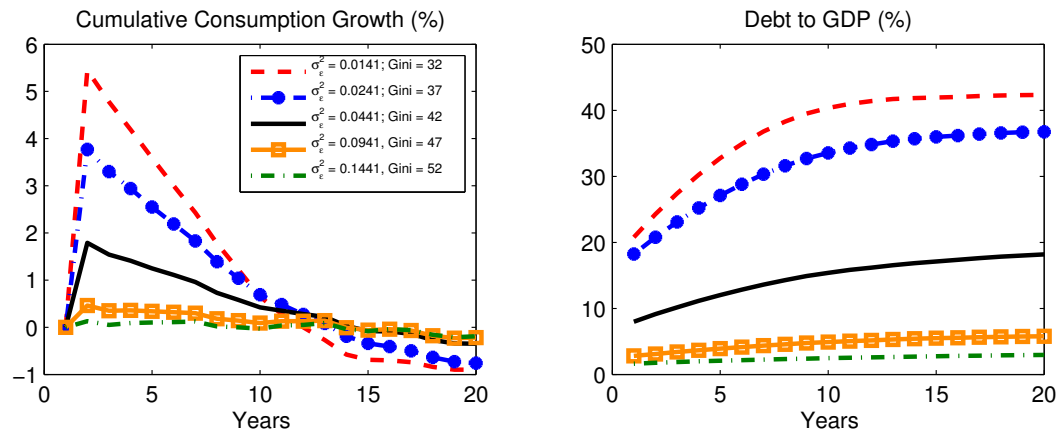 Cumulative Consumption Growth (%)
6
5
4
3
2
1
0
−1
σ²ε = 0.0141; Gini = 32
σ²ε = 0.0241; Gini = 37
σ²ε = 0.0441; Gini = 42
σ²ε = 0.0941, Gini = 47
σ²ε = 0.1441, Gini = 52
5
10
15
20
Years
Debt to GDP (%)
50
40
30
20
10
0
0
5
10
15
20
Years